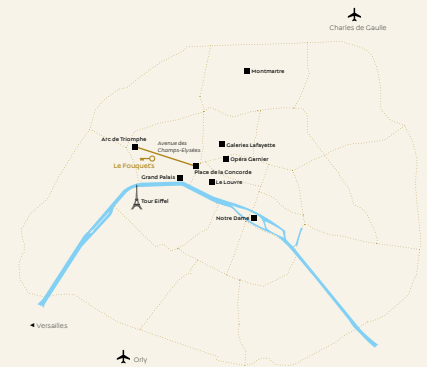 Charles de Gaulle
Montmartre
Arc de Triomphe
Avenue des
Champs-Elysées
Galeries Lafayette
Opéra Garnier
Le Fouquets
Place de la Concorde
Grand Palais
Le Louvre
Tour Eiffel
Notre Dame
Versailles
Orly